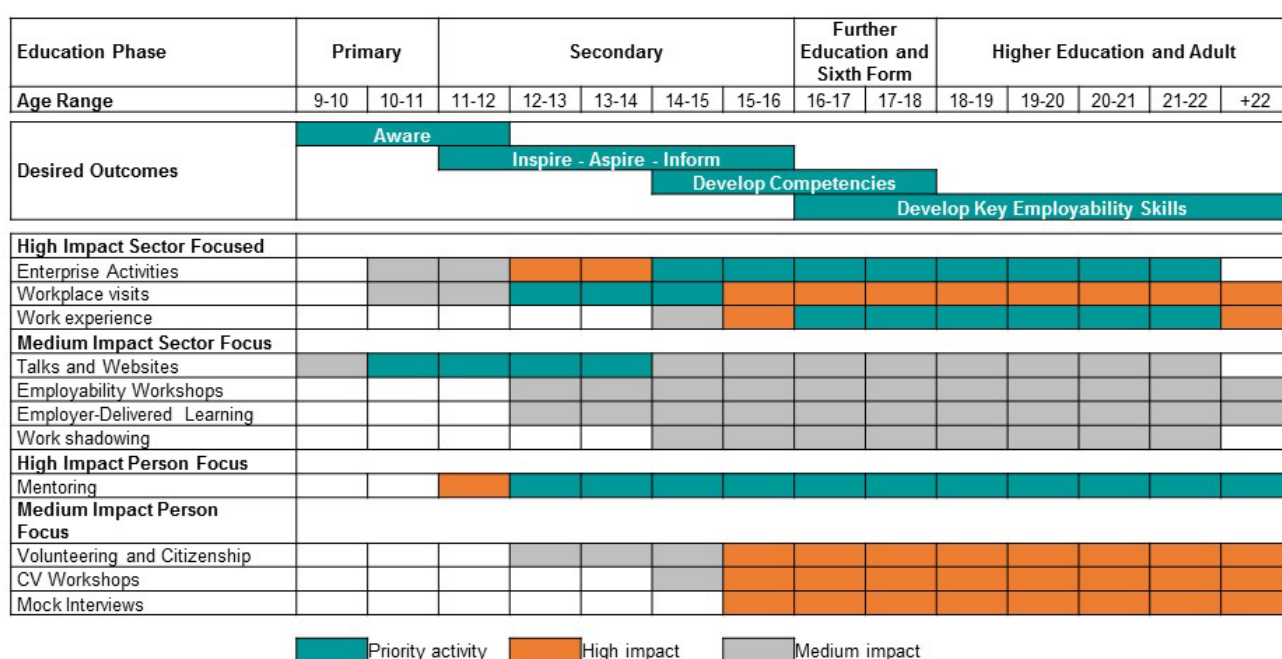 Education Phase Primary Secondary Further Education and Sixth Form Higher Education and Adult
Age Range 9-10 10-11 11-12 12-13 13-14 14-15 15-16 16-17 17-18 18-19 19-20 20-21 21-22 +22
Desired Outcomes
Aware
Inspire - Aspire - Inform
Develop Competencies
Develop Key Employability Skills
High Impact Sector Focused
Enterprise Activities
Workplace visits
Work experience
Medium Impact Sector Focus
Talks and Websites
Employability Workshops
Employer-Delivered Learning
Work shadowing
High Impact Person Focus
Mentoring
Medium Impact Person
Focus
Volunteering and Citizenship
CV Workshops
Mock Interviews
Priority activity High impact Medium impact